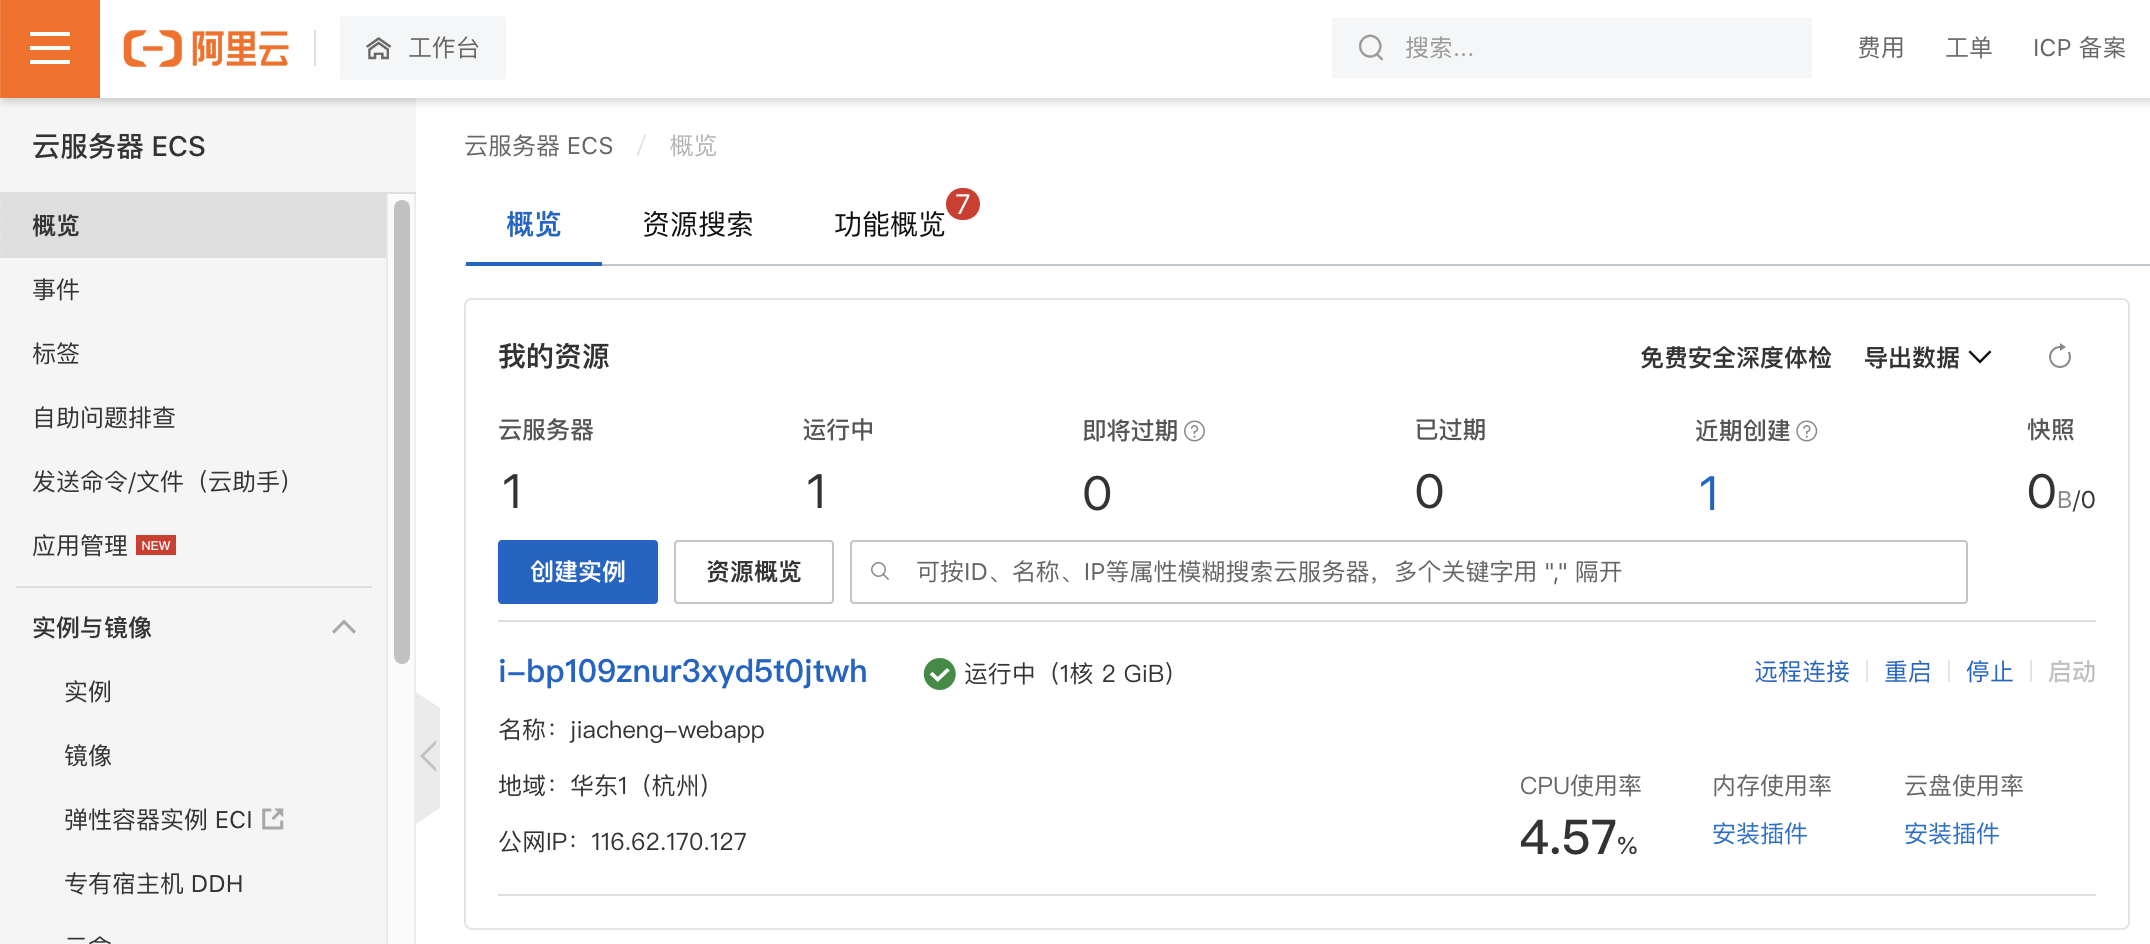 阿里云
工作台
搜索...
费用
工单
ICP 备案
云服务器 ECS
概览
事件
标签
自助问题排查
发送命令/文件（云助手）
应用管理 NEW
实例与镜像
实例
镜像
弹性容器实例 ECI
专有宿主机 DDH
云服务器 ECS / 概览
概览
资源搜索
功能概览 7
我的资源
免费安全深度体检
导出数据
云服务器
运行中
即将过期 ?
已过期
近期创建 ?
快照
1
1
0
0
1
0B/0
创建实例
资源概览
可按ID、名称、IP等属性模糊搜索云服务器，多个关键字用 "," 隔开
i-bp109znur3xyd5t0jtwh
运行中（1核 2 GiB）
远程连接
重启
停止
启动
名称：jiacheng-webapp
地域：华东1（杭州）
公网IP：116.62.170.127
CPU使用率
内存使用率
云盘使用率
4.57%
安装插件
安装插件